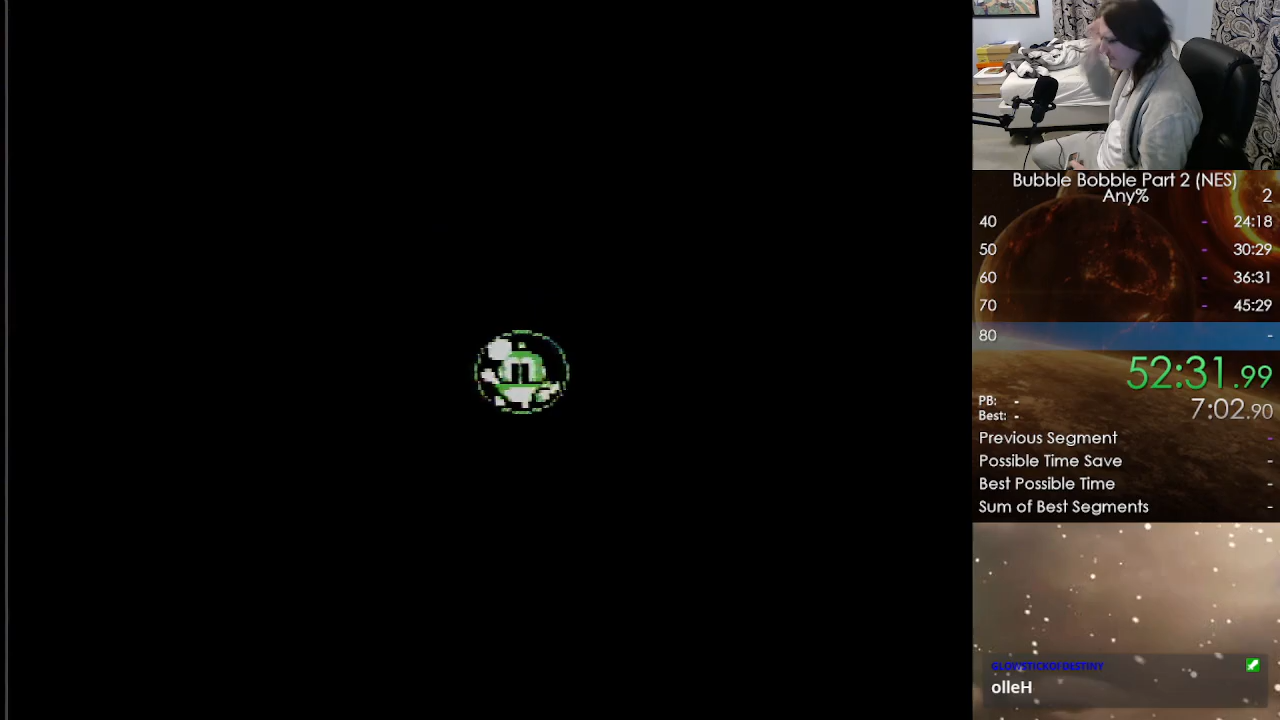 Bubble Bobble Part 2 (NES)
Any% 2
40 - 24:18
50 - 30:29
60 - 36:31
70 - 45:29
80 -
52:31.99
PB: -
7:02.90
Best: -
Previous Segment -
Possible Time Save -
Best Possible Time -
Sum of Best Segments -
GLOWSTICKOFDESTINY
olleH